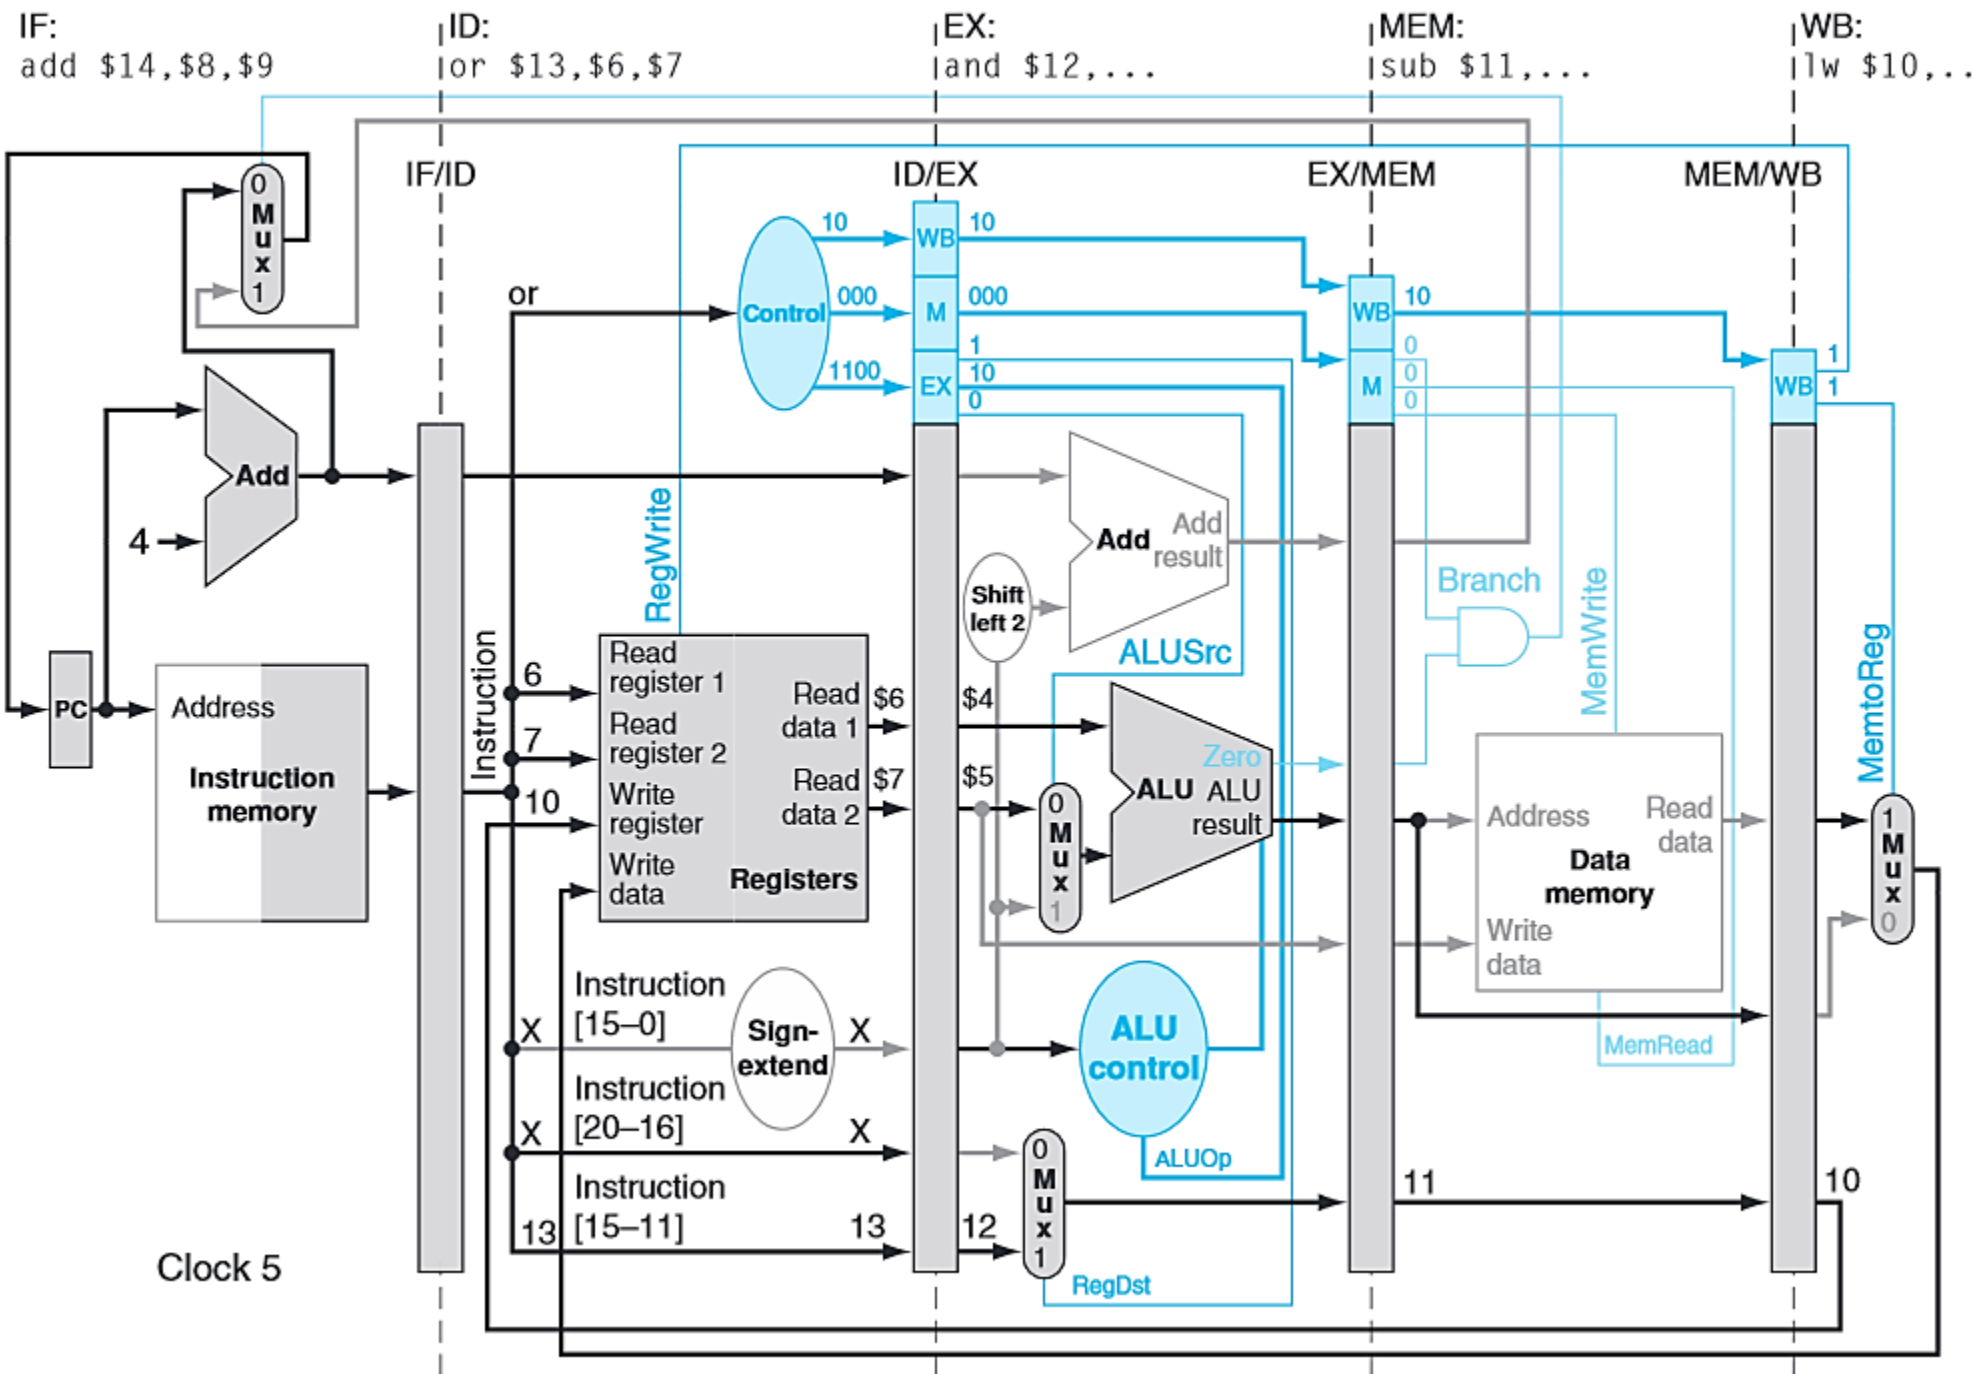 IF:
add $14,$8,$9
ID:
or $13,$6,$7
EX:
and $12,...
MEM:
sub $11,...
WB:
lw $10,..
IF/ID
ID/EX
EX/MEM
MEM/WB
0
Mux
1
or
Control
10
000
1100
WB
M
EX
10
000
1
10
0
WB
M
10
0
0
0
WB
1
1
Add
4
RegWrite
Add
Add
result
Shift
left 2
ALUSrc
Branch
MemWrite
MemtoReg
PC
Address
Instruction
memory
Instruction
6
7
10
Read
register 1
Read
register 2
Write
register
Write
data
Read
data 1
Read
data 2
Registers
$6
$7
$4
$5
0
Mux
1
Zero
ALU
ALU
result
Address
Read
data
Data
memory
Write
data
MemRead
1
Mux
0
Instruction
[15–0]
X
Sign-
extend
X
ALU
control
ALUOp
Instruction
[20–16]
X
X
Instruction
[15–11]
13
13
12
0
Mux
1
RegDst
11
10
Clock 5